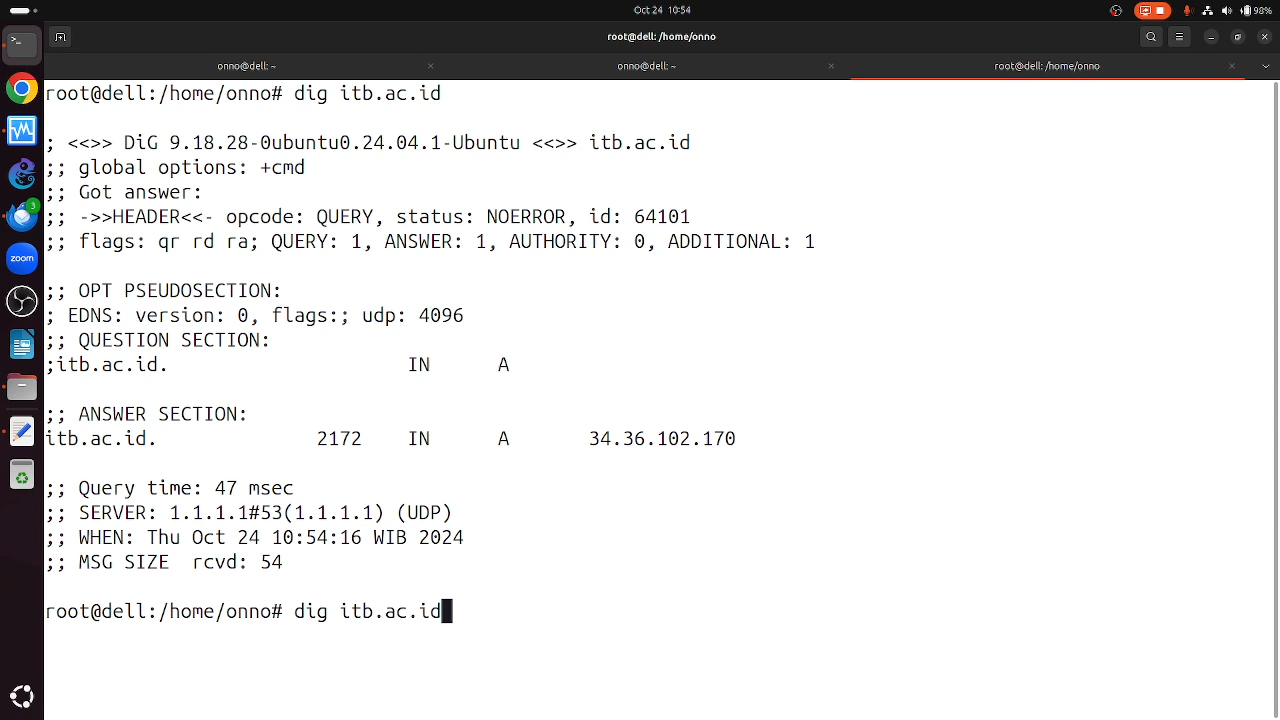 Oct 24 10:54
98%
root@dell: /home/onno
onno@dell: ~
onno@dell: ~
root@dell: /home/onno
3
zoom
root@dell:/home/onno# dig itb.ac.id
; <<>> DiG 9.18.28-0ubuntu0.24.04.1-Ubuntu <<>> itb.ac.id
;; global options: +cmd
;; Got answer:
;; ->>HEADER<<- opcode: QUERY, status: NOERROR, id: 64101
;; flags: qr rd ra; QUERY: 1, ANSWER: 1, AUTHORITY: 0, ADDITIONAL: 1
;; OPT PSEUDOSECTION:
; EDNS: version: 0, flags:; udp: 4096
;; QUESTION SECTION:
;itb.ac.id. IN A
;; ANSWER SECTION:
itb.ac.id. 2172 IN A 34.36.102.170
;; Query time: 47 msec
;; SERVER: 1.1.1.1#53(1.1.1.1) (UDP)
;; WHEN: Thu Oct 24 10:54:16 WIB 2024
;; MSG SIZE rcvd: 54
root@dell:/home/onno# dig itb.ac.id